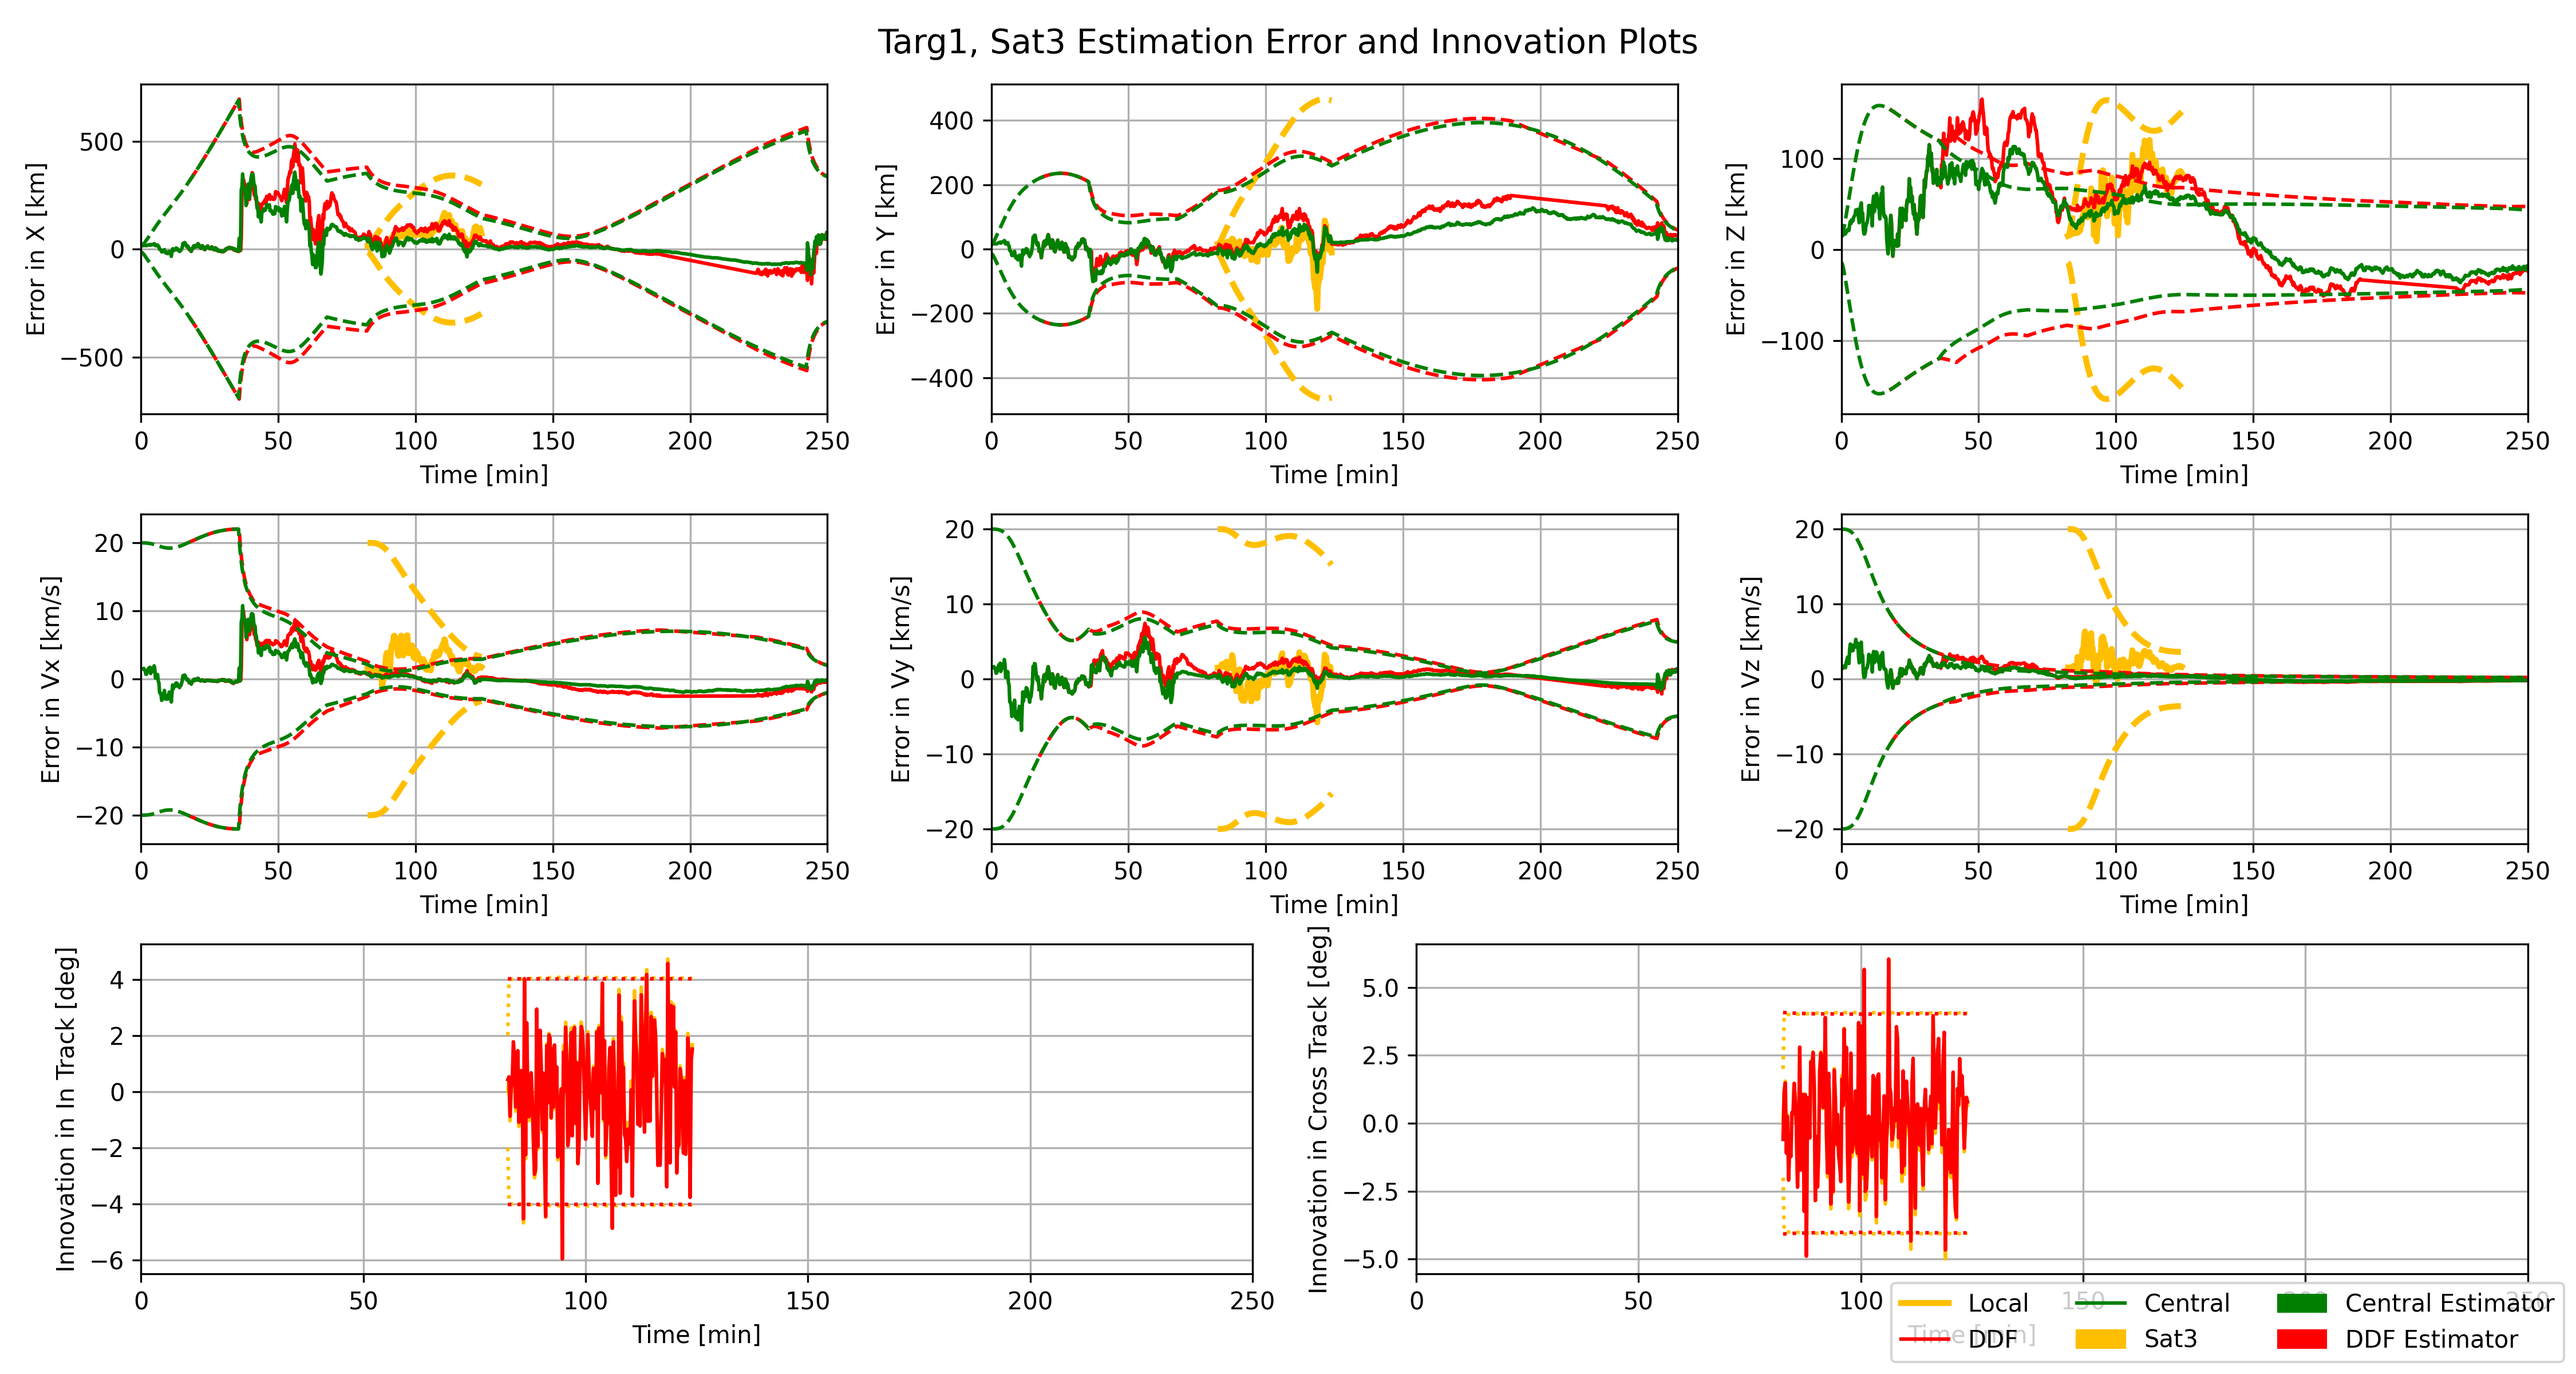 Targ1, Sat3 Estimation Error and Innovation Plots
Error in X [km]
500
0
−500
0 50 100 150 200 250
Time [min]
Error in Y [km]
400
200
0
−200
−400
0 50 100 150 200 250
Time [min]
Error in Z [km]
100
0
−100
0 50 100 150 200 250
Time [min]
Error in Vx [km/s]
20
10
0
−10
−20
0 50 100 150 200 250
Time [min]
Error in Vy [km/s]
20
10
0
−10
−20
0 50 100 150 200 250
Time [min]
Error in Vz [km/s]
20
10
0
−10
−20
0 50 100 150 200 250
Time [min]
Innovation in In Track [deg]
4
2
0
−2
−4
−6
0 50 100 150 200 250
Time [min]
Innovation in Cross Track [deg]
5.0
2.5
0.0
−2.5
−5.0
0 50 100 150 200 250
Time [min]
Local Central Central Estimator
DDF Sat3 DDF Estimator